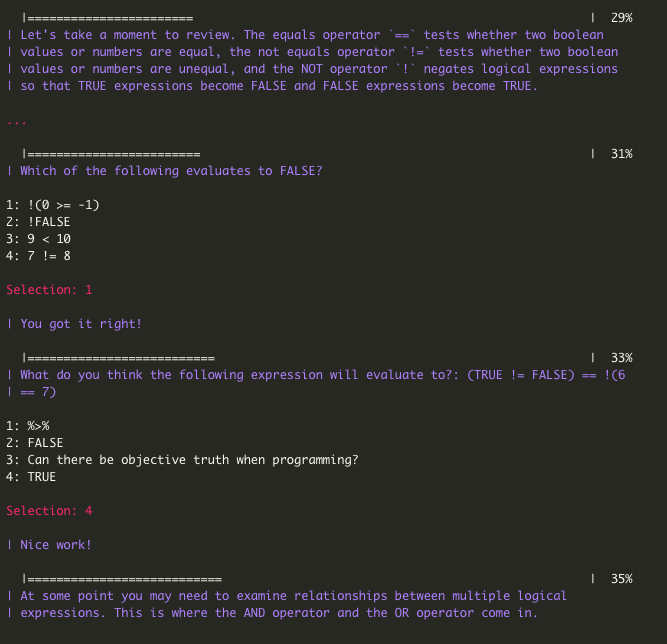 |======================= | 29%
| Let's take a moment to review. The equals operator `==` tests whether two boolean
| values or numbers are equal, the not equals operator `!=` tests whether two boolean
| values or numbers are unequal, and the NOT operator `!` negates logical expressions
| so that TRUE expressions become FALSE and FALSE expressions become TRUE.
...
|======================== | 31%
| Which of the following evaluates to FALSE?
1: !(0 >= -1)
2: !FALSE
3: 9 < 10
4: 7 != 8
Selection: 1
| You got it right!
|========================== | 33%
| What do you think the following expression will evaluate to?: (TRUE != FALSE) == !(6
| == 7)
1: %>%
2: FALSE
3: Can there be objective truth when programming?
4: TRUE
Selection: 4
| Nice work!
|=========================== | 35%
| At some point you may need to examine relationships between multiple logical
| expressions. This is where the AND operator and the OR operator come in.